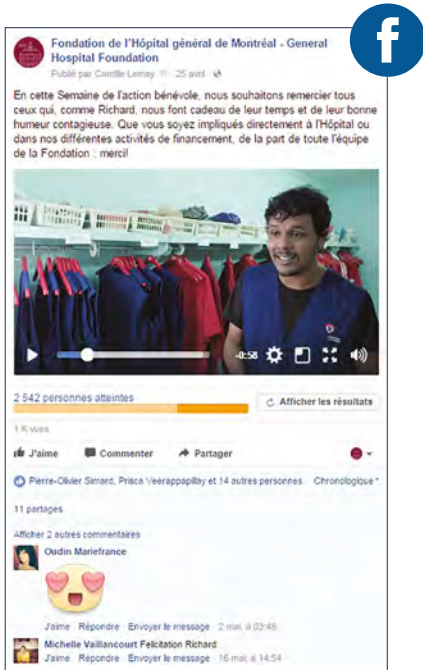 f
Fondation de l'Hôpital général de Montréal - General
Hospital Foundation
Publié par Camille Lemay · 25 avril ·
En cette Semaine de l'action bénévole, nous souhaitons remercier tous
ceux qui, comme Richard, nous font cadeau de leur temps et de leur bonne
humeur contagieuse. Que vous soyez impliqués directement à l'Hôpital ou
dans nos différentes activités de financement, de la part de toute l'équipe
de la Fondation : merci!
-0:58
2 542 personnes atteintes
Afficher les résultats
1 K vues
J'aime Commenter Partager
Pierre-Olivier Simard, Prisca Veerappapillay et 14 autres personnes Chronologique
11 partages
Afficher 2 autres commentaires
Oudin Mariefrance
J'aime · Répondre · Envoyer le message · 2 mai, à 03:48
Michelle Vaillancourt Felicitation Richard
J'aime · Répondre · Envoyer le message · 16 mai, à 14:54